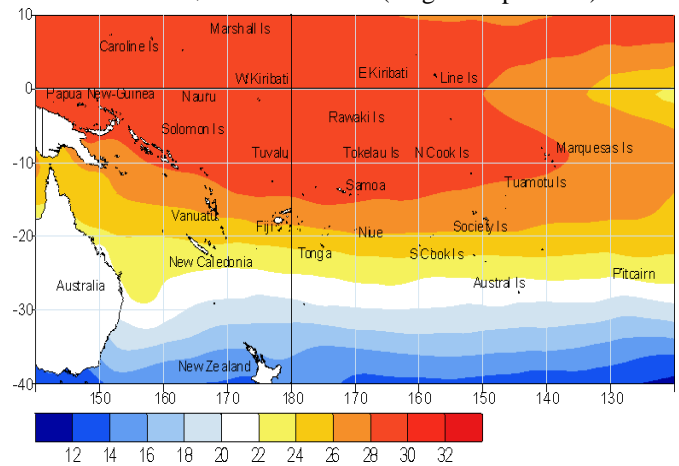 10
Marshall Is
Caroline Is
W.Kiribati
E Kiribati
Line Is
0
Papua New-Guinea
Nauru
Rawaki Is
Solomon Is
-10
Tuvalu
Tokelau Is
N Cook Is
Marquesas Is
Samoa
Tuamotu Is
Vanuatu
Fiji
Niue
Society Is
-20
Tonga
S Cook Is
New Caledonia
Pitcairn
Australia
Austral Is
-30
New Zealand
-40
150 160 170 180 170 160 150 140 130
12 14 16 18 20 22 24 26 28 30 32